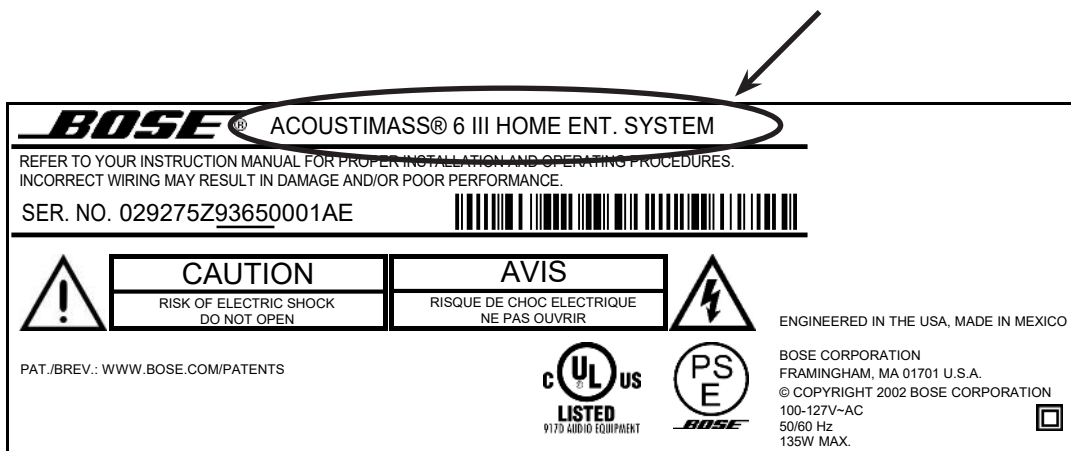 BOSE® ACOUSTIMASS® 6 III HOME ENT. SYSTEM
REFER TO YOUR INSTRUCTION MANUAL FOR PROPER INSTALLATION AND OPERATING PROCEDURES.
INCORRECT WIRING MAY RESULT IN DAMAGE AND/OR POOR PERFORMANCE.
SER. NO. 029275Z93650001AE
CAUTION
RISK OF ELECTRIC SHOCK
DO NOT OPEN
AVIS
RISQUE DE CHOC ELECTRIQUE
NE PAS OUVRIR
PAT./BREV.: WWW.BOSE.COM/PATENTS
C UL US
LISTED
917D AUDIO EQUIPMENT
PS
E
BOSE
ENGINEERED IN THE USA, MADE IN MEXICO
BOSE CORPORATION
FRAMINGHAM, MA 01701 U.S.A.
© COPYRIGHT 2002 BOSE CORPORATION
100-127V~AC
50/60 Hz
135W MAX.